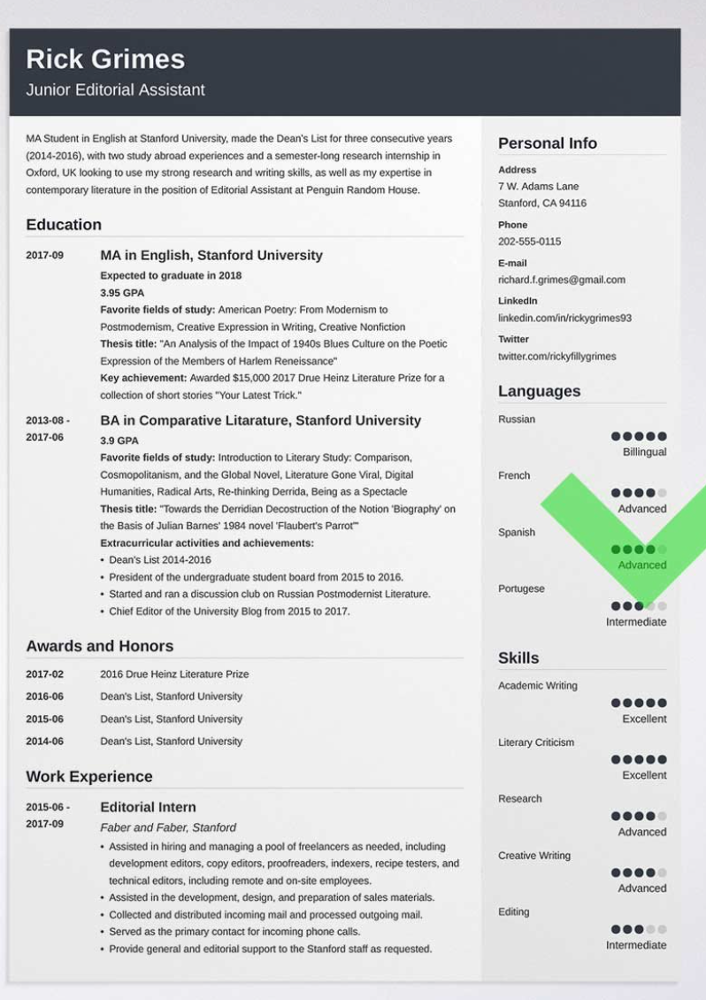 Rick Grimes
Junior Editorial Assistant
MA Student in English at Stanford University, made the Dean's List for three consecutive years
(2014-2016), with two study abroad experiences and a semester-long research internship in
Oxford, UK looking to use my strong research and writing skills, as well as my expertise in
contemporary literature in the position of Editorial Assistant at Penguin Random House.
Education
2017-09
MA in English, Stanford University
Expected to graduate in 2018
3.95 GPA
Favorite fields of study: American Poetry: From Modernism to
Postmodernism, Creative Expression in Writing, Creative Nonfiction
Thesis title: "An Analysis of the Impact of 1940s Blues Culture on the Poetic
Expression of the Members of Harlem Reneissance"
Key achievement: Awarded $15,000 2017 Drue Heinz Literature Prize for a
collection of short stories "Your Latest Trick."
2013-08 -
2017-06
BA in Comparative Litarature, Stanford University
3.9 GPA
Favorite fields of study: Introduction to Literary Study: Comparison,
Cosmopolitanism, and the Global Novel, Literature Gone Viral, Digital
Humanities, Radical Arts, Re-thinking Derrida, Being as a Spectacle
Thesis title: "Towards the Derridian Decostruction of the Notion 'Biography' on
the Basis of Julian Barnes' 1984 novel 'Flaubert's Parrot'"
Extracurricular activities and achievements:
• Dean's List 2014-2016
• President of the undergraduate student board from 2015 to 2016.
• Started and ran a discussion club on Russian Postmodernist Literature.
• Chief Editor of the University Blog from 2015 to 2017.
Awards and Honors
2017-02 2016 Drue Heinz Literature Prize
2016-06 Dean's List, Stanford University
2015-06 Dean's List, Stanford University
2014-06 Dean's List, Stanford University
Work Experience
2015-06 -
2017-09
Editorial Intern
Faber and Faber, Stanford
• Assisted in hiring and managing a pool of freelancers as needed, including
development editors, copy editors, proofreaders, indexers, recipe testers, and
technical editors, including remote and on-site employees.
• Assisted in the development, design, and preparation of sales materials.
• Collected and distributed incoming mail and processed outgoing mail.
• Served as the primary contact for incoming phone calls.
• Provide general and editorial support to the Stanford staff as requested.
Personal Info
Address
7 W. Adams Lane
Stanford, CA 94116
Phone
202-555-0115
E-mail
richard.f.grimes@gmail.com
LinkedIn
linkedin.com/in/rickygrimes93
Twitter
twitter.com/rickyfillygrimes
Languages
Russian
Billingual
French
Advanced
Spanish
Advanced
Portugese
Intermediate
Skills
Academic Writing
Excellent
Literary Criticism
Excellent
Research
Advanced
Creative Writing
Advanced
Editing
Intermediate